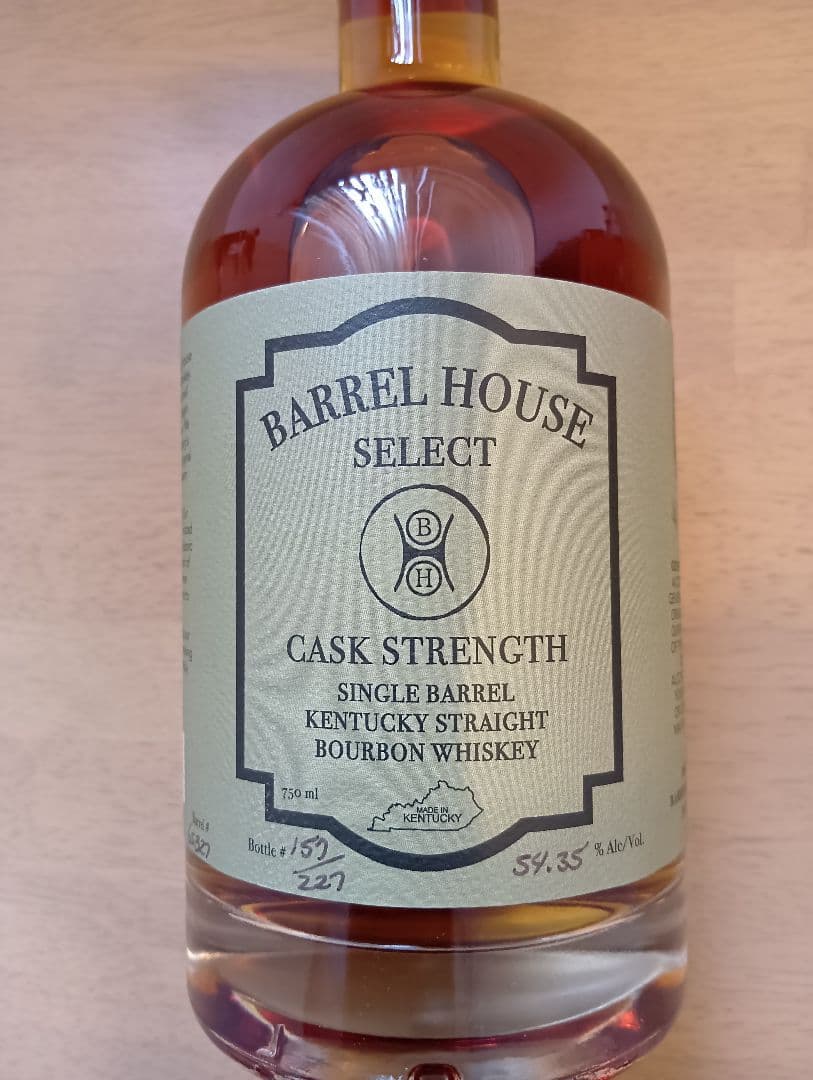 BARREL HOUSE
SELECT
B
H
CASK STRENGTH
SINGLE BARREL
KENTUCKY STRAIGHT
BOURBON WHISKEY
750 ml
MADE IN
KENTUCKY
Barrel #
Bottle # 157
227
54.35 % Alc/Vol.